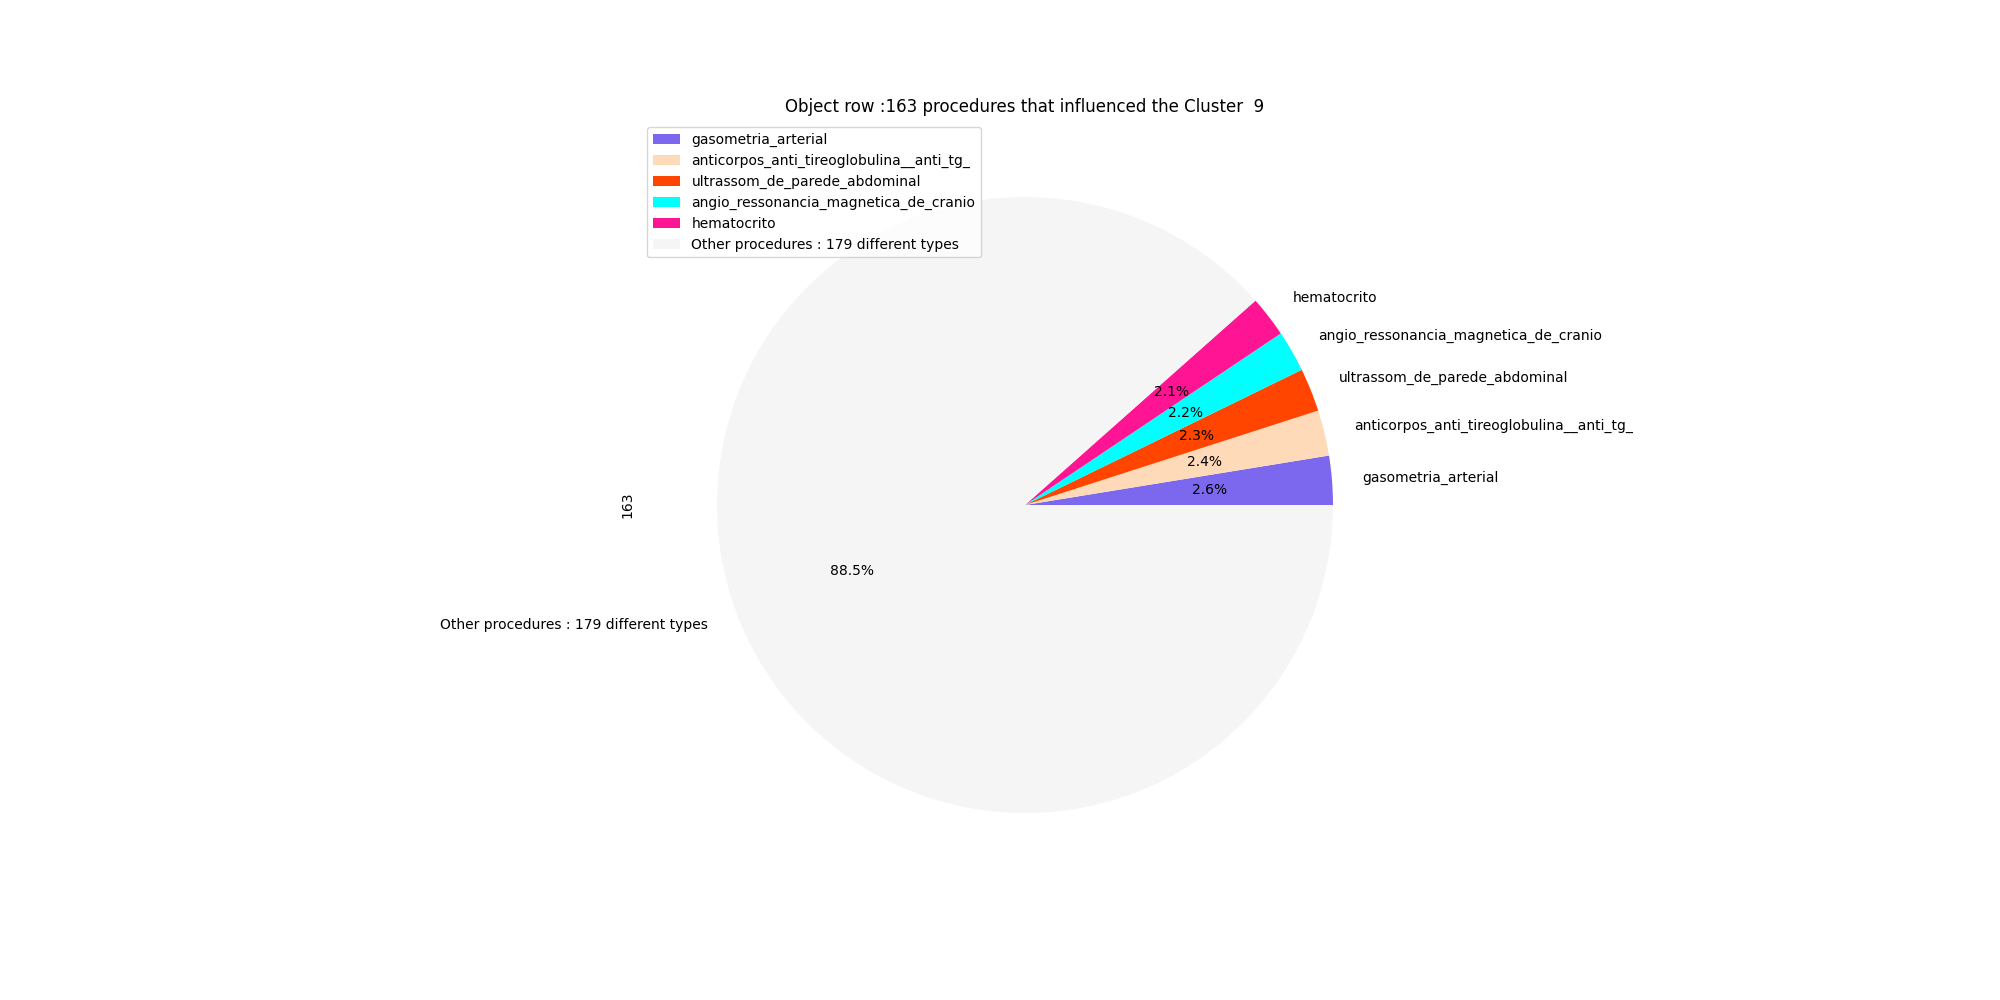 Object row :163 procedures that influenced the Cluster  9
gasometria_arterial
anticorpos_anti_tireoglobulina__anti_tg_
ultrassom_de_parede_abdominal
angio_ressonancia_magnetica_de_cranio
hematocrito
Other procedures : 179 different types
hematocrito
angio_ressonancia_magnetica_de_cranio
ultrassom_de_parede_abdominal
anticorpos_anti_tireoglobulina__anti_tg_
gasometria_arterial
2.1%
2.2%
2.3%
2.4%
2.6%
163
88.5%
Other procedures : 179 different types